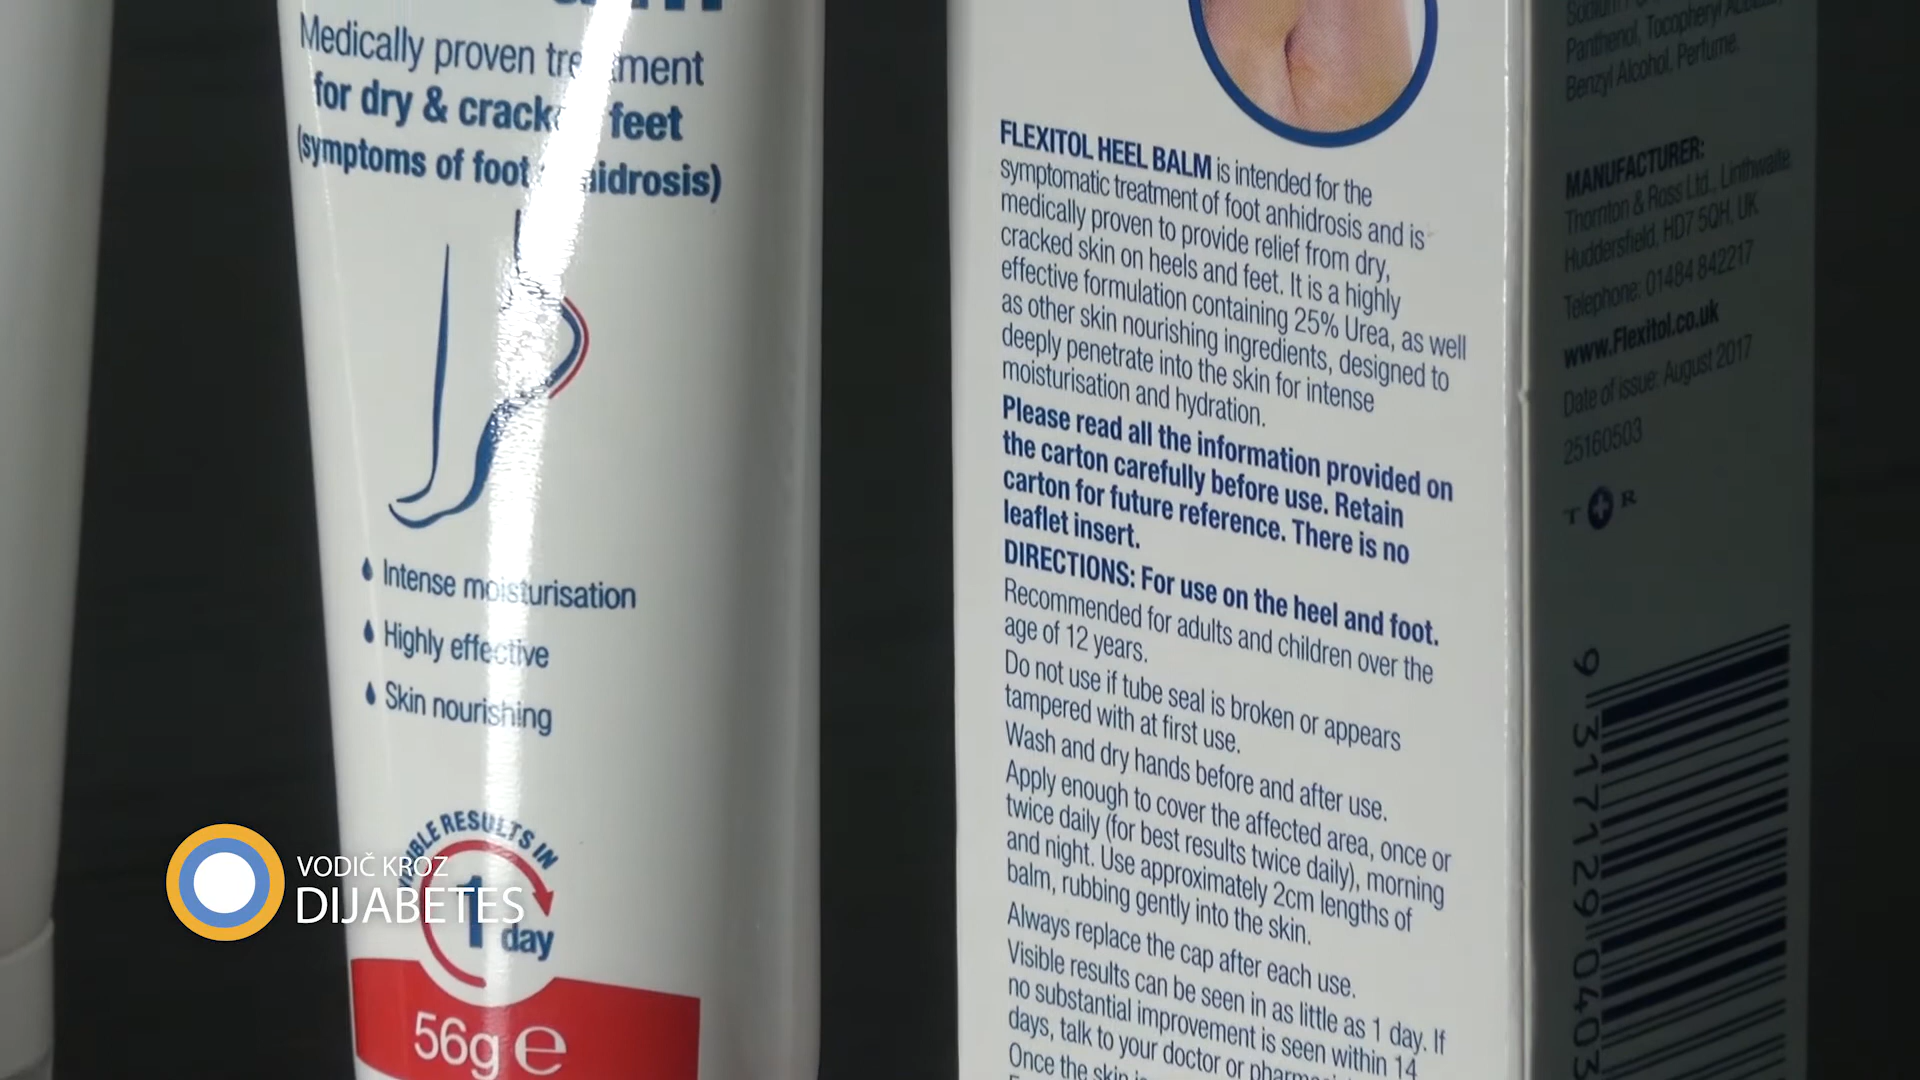 Medically proven treatment
for dry & cracked feet
(symptoms of foot anhidrosis)
Intense moisturisation
Highly effective
Skin nourishing
VISIBLE RESULTS IN
1 day
56g e
VODIČ KROZ
DIJABETES
FLEXITOL HEEL BALM is intended for the
symptomatic treatment of foot anhidrosis and is
medically proven to provide relief from dry,
cracked skin on heels and feet. It is a highly
effective formulation containing 25% Urea, as well
as other skin nourishing ingredients, designed to
deeply penetrate into the skin for intense
moisturisation and hydration.
Please read all the information provided on
the carton carefully before use. Retain
carton for future reference. There is no
leaflet insert.
DIRECTIONS: For use on the heel and foot.
Recommended for adults and children over the
age of 12 years.
Do not use if tube seal is broken or appears
tampered with at first use.
Wash and dry hands before and after use.
Apply enough to cover the affected area, once or
twice daily (for best results twice daily), morning
and night. Use approximately 2cm lengths of
balm, rubbing gently into the skin.
Always replace the cap after each use.
Visible results can be seen in as little as 1 day. If
no substantial improvement is seen within 14
days, talk to your doctor or
Once the skin
Sodium
Panthenol, Tocopheryl
Benzyl Alcohol, Perfume.
MANUFACTURER:
Thornton & Ross Ltd., Linthwaite
Huddersfield, HD7 5QH, UK
Telephone: 01484 842217
www.Flexitol.co.uk
Date of issue: August 2017
25160503
T R
9 317129 0403